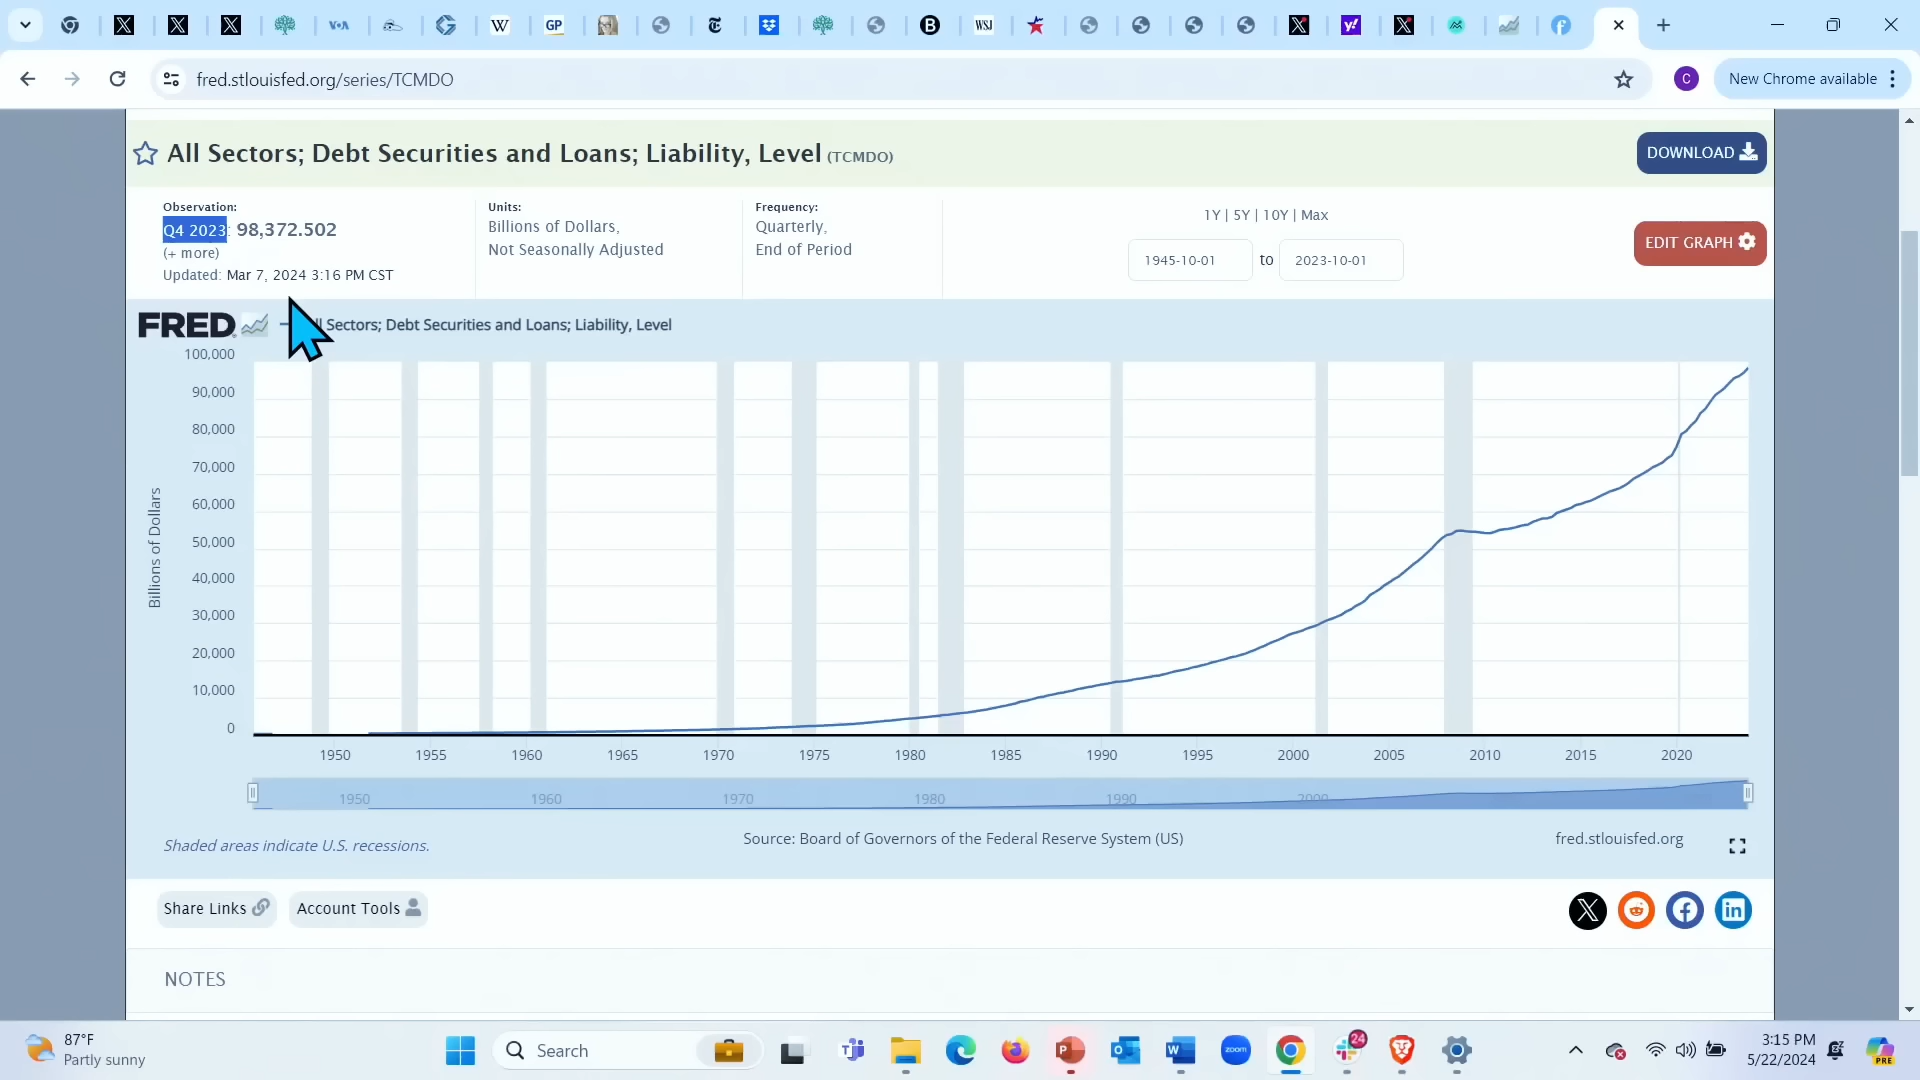 W
GP
T
B
WSJ
y!
f
fred.stlouisfed.org/series/TCMDO
C
New Chrome available
All Sectors; Debt Securities and Loans; Liability, Level (TCMDO)
DOWNLOAD
Observation:
Q4 2023: 98,372.502
(+ more)
Updated: Mar 7, 2024 3:16 PM CST
Units:
Billions of Dollars,
Not Seasonally Adjusted
Frequency:
Quarterly,
End of Period
1Y | 5Y | 10Y | Max
1945-10-01 to 2023-10-01
EDIT GRAPH
FRED
Sectors; Debt Securities and Loans; Liability, Level
100,000
90,000
80,000
70,000
60,000
50,000
40,000
30,000
20,000
10,000
0
Billions of Dollars
1950 1955 1960 1965 1970 1975 1980 1985 1990 1995 2000 2005 2010 2015 2020
1950 1960 1970 1980 1990 2000
Shaded areas indicate U.S. recessions.
Source: Board of Governors of the Federal Reserve System (US)
fred.stlouisfed.org
Share Links
Account Tools
NOTES
87°F
Partly sunny
Search
zoom
24
3:15 PM
5/22/2024
PRE